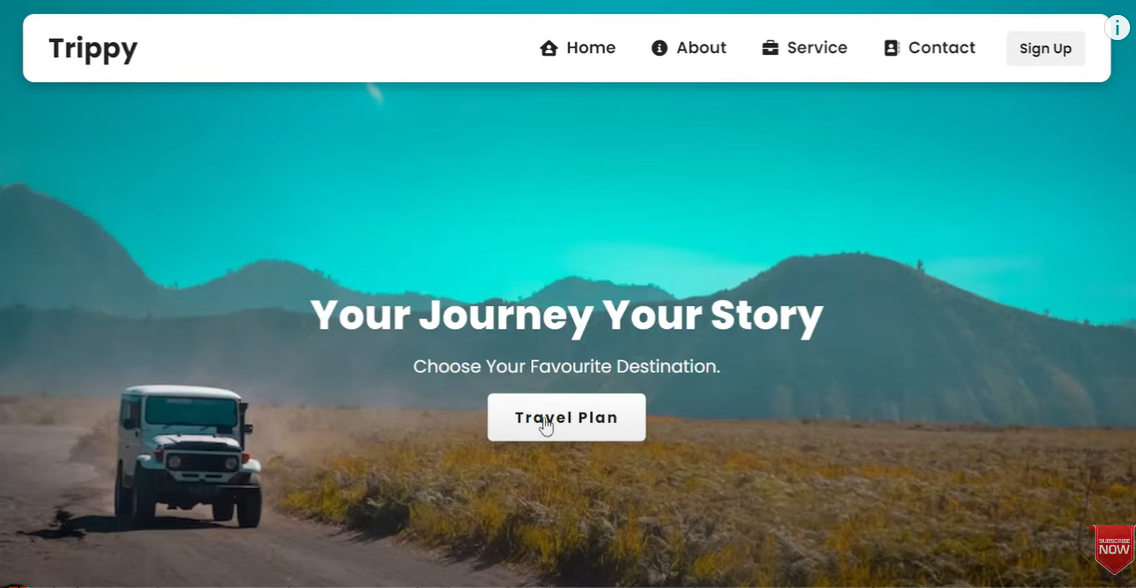 Trippy
Home
About
Service
Contact
Sign Up
Your Journey Your Story
Choose Your Favourite Destination.
Travel Plan
SUBSCRIBE
NOW